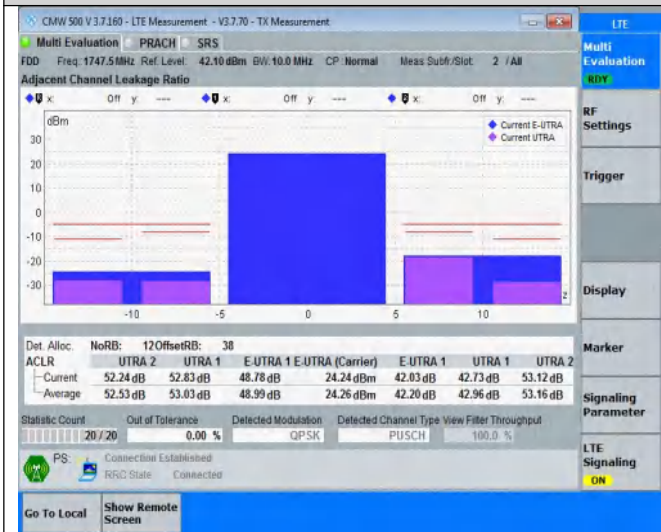 CMW 500 V 3.7.160 - LTE Measurement - V3.7.70 - TX Measurement
LTE
Multi Evaluation PRACH SRS
Multi Evaluation
RDY
FDD Freq.: 1747.5 MHz Ref. Level: 42.10 dBm BW: 10.0 MHz CP: Normal Meas Subfr./Slot: 2 / All
Adjacent Channel Leakage Ratio
x: Off y: --- x: Off y: --- x: Off y: ---
dBm
Current E-UTRA
Current UTRA
30
20
10
0
-10
-20
-30
-10 -5 0 5 10
z
RF Settings
Trigger
Display
Marker
Signaling Parameter
LTE Signaling
ON
Det. Alloc. NoRB: 12 OffsetRB: 38
ACLR UTRA 2 UTRA 1 E-UTRA 1 E-UTRA (Carrier) E-UTRA 1 UTRA 1 UTRA 2
Current 52.24 dB 52.83 dB 48.78 dB 24.24 dBm 42.03 dB 42.73 dB 53.12 dB
Average 52.53 dB 53.03 dB 48.99 dB 24.26 dBm 42.20 dB 42.96 dB 53.16 dB
Statistic Count Out of Tolerance Detected Modulation Detected Channel Type View Filter Throughput
20 / 20 0.00 % QPSK PUSCH 100.0 %
PS: Connection Established
RRC State Connected
Go To Local
Show Remote Screen